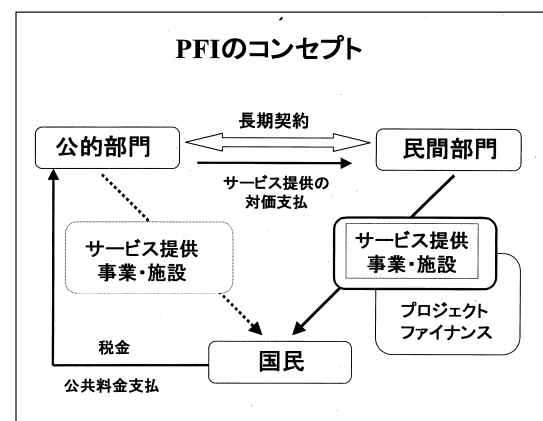 PFIのコンセプト
長期契約
公的部門
民間部門
サービス提供の
対価支払
サービス提供
事業・施設
サービス提供
事業・施設
プロジェクト
ファイナンス
税金
国民
公共料金支払